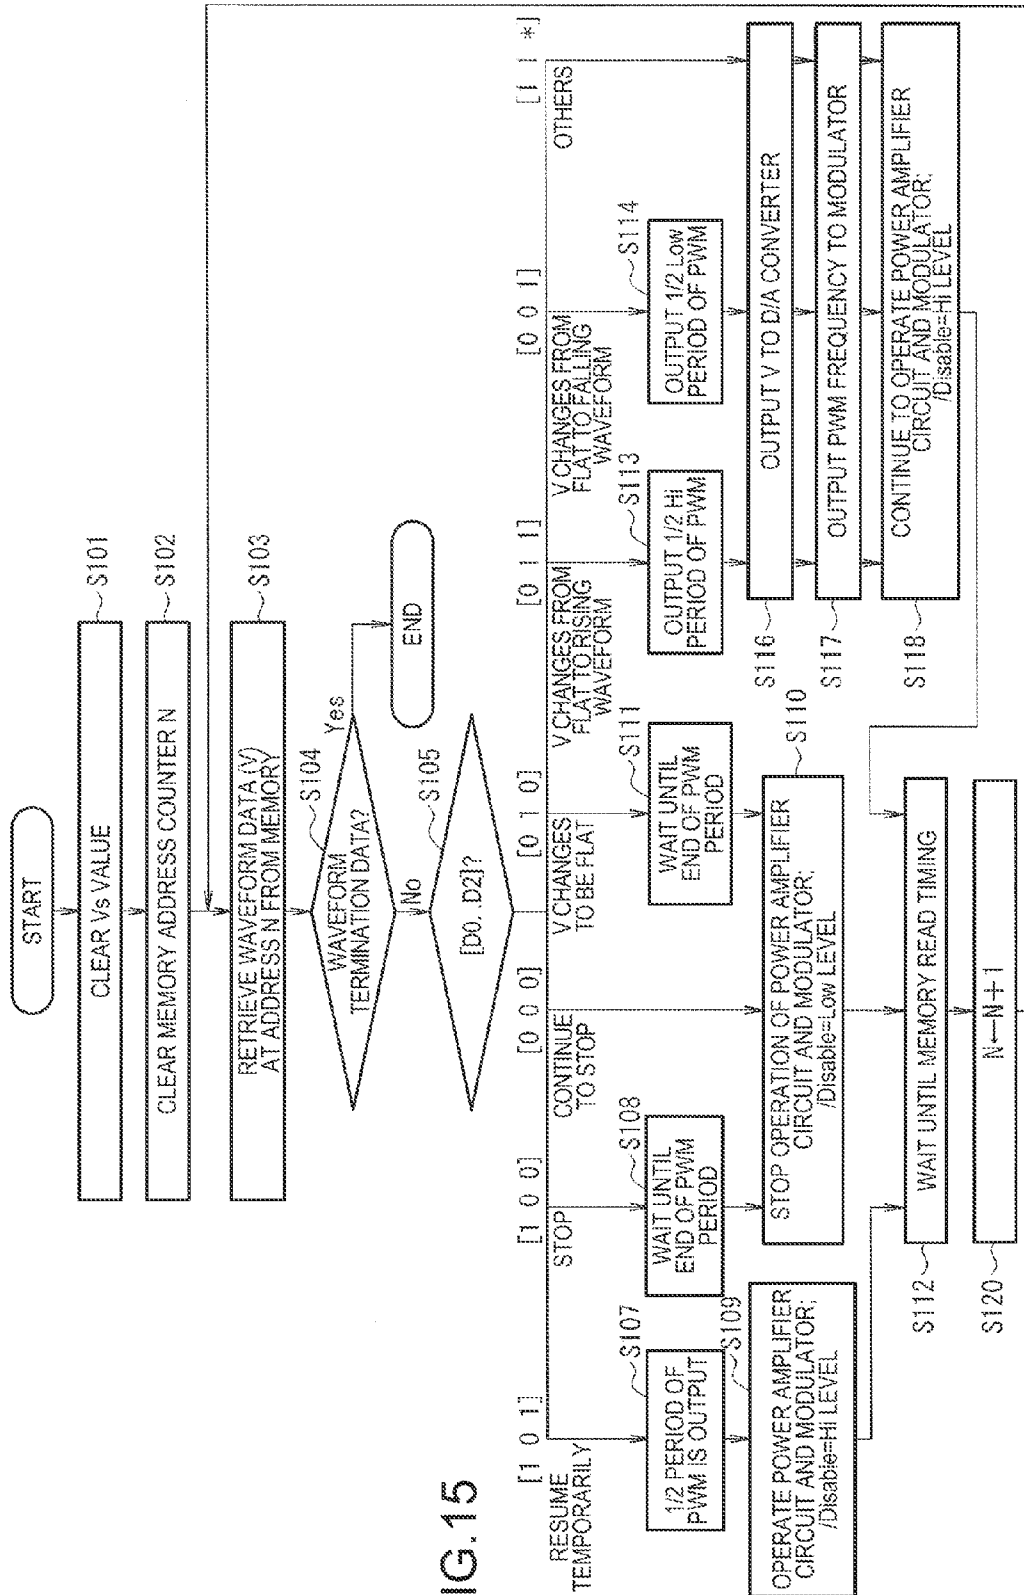 START
CLEAR Vs VALUE
S101
CLEAR MEMORY ADDRESS COUNTER N
S102
RETRIEVE WAVEFORM DATA (V)
AT ADDRESS N FROM MEMORY
S103
WAVEFORM
TERMINATION DATA?
S104
Yes
END
No
[D0..D2]?
S105
[1 0 1]
RESUME
TEMPORARILY
[1 0 0]
STOP
[0 0 0]
CONTINUE
TO STOP
[0 1 0]
V CHANGES
TO BE FLAT
[0 1 1]
V CHANGES FROM
FLAT TO RISING
WAVEFORM
[0 0 1]
V CHANGES FROM
FLAT TO FALLING
WAVEFORM
[1 1 *]
OTHERS
1/2 PERIOD OF
PWM IS OUTPUT
S107
WAIT UNTIL
END OF PWM
PERIOD
S108
WAIT UNTIL
END OF PWM
PERIOD
S111
OUTPUT 1/2 Hi
PERIOD OF PWM
S113
OUTPUT 1/2 Low
PERIOD OF PWM
S114
OPERATE POWER AMPLIFIER
CIRCUIT AND MODULATOR;
/Disable=Hi LEVEL
S109
STOP OPERATION OF POWER AMPLIFIER
CIRCUIT AND MODULATOR;
/Disable=Low LEVEL
S110
OUTPUT V TO D/A CONVERTER
S116
OUTPUT PWM FREQUENCY TO MODULATOR
S117
CONTINUE TO OPERATE POWER AMPLIFIER
CIRCUIT AND MODULATOR;
/Disable=Hi LEVEL
S118
WAIT UNTIL MEMORY READ TIMING
S112
N←N+1
S120
IG.15